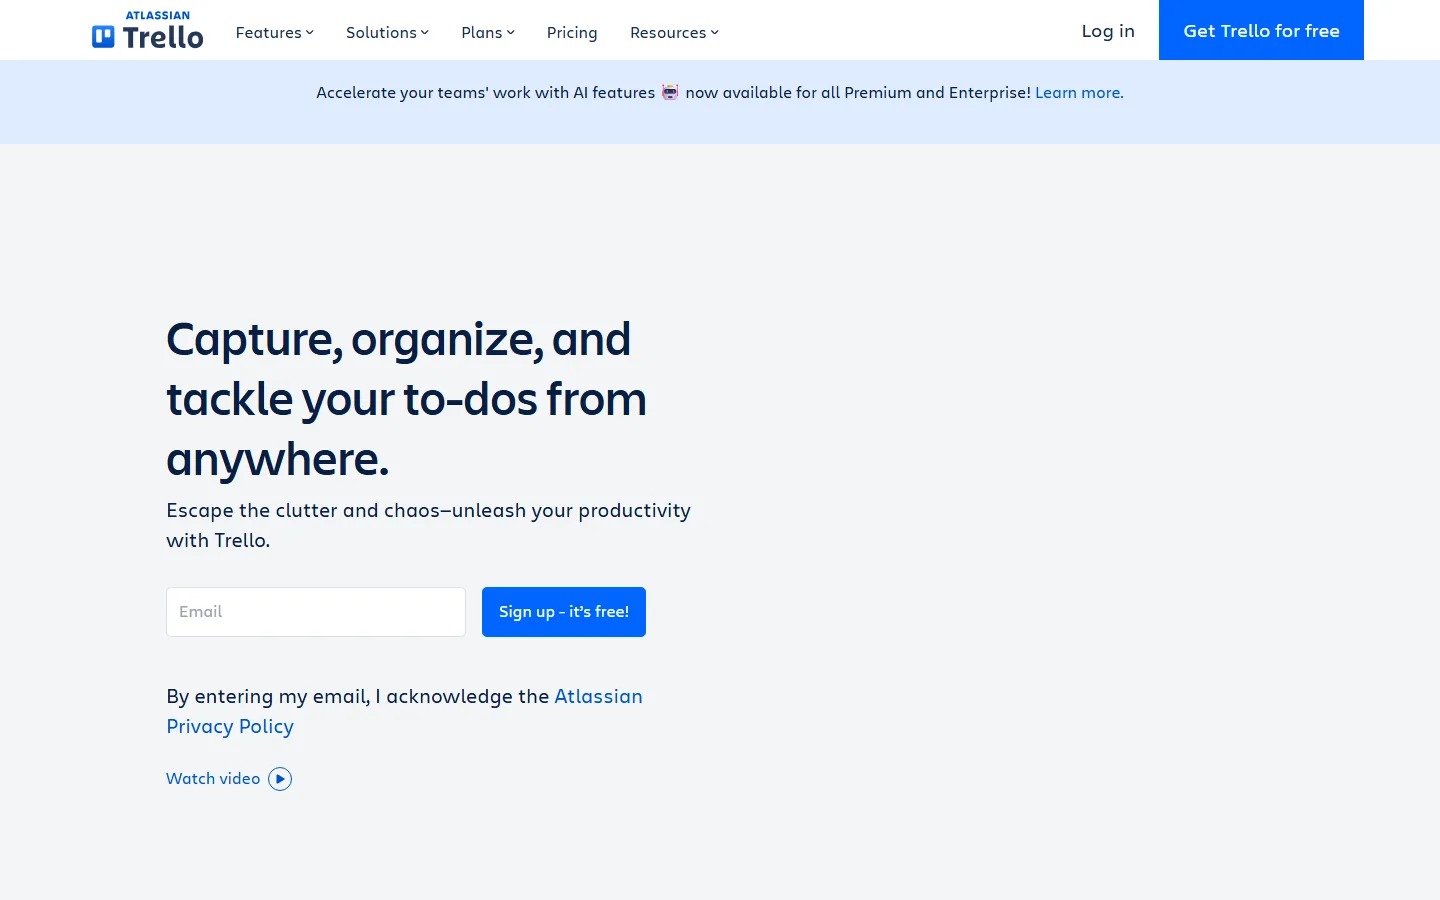 ATLASSIAN
Trello
Features
Solutions
Plans
Pricing
Resources
Log in
Get Trello for free
Accelerate your teams' work with AI features 🤖 now available for all Premium and Enterprise! Learn more.
Capture, organize, and
tackle your to-dos from
anywhere.
Escape the clutter and chaos—unleash your productivity
with Trello.
Email
Sign up - it’s free!
By entering my email, I acknowledge the Atlassian
Privacy Policy
Watch video